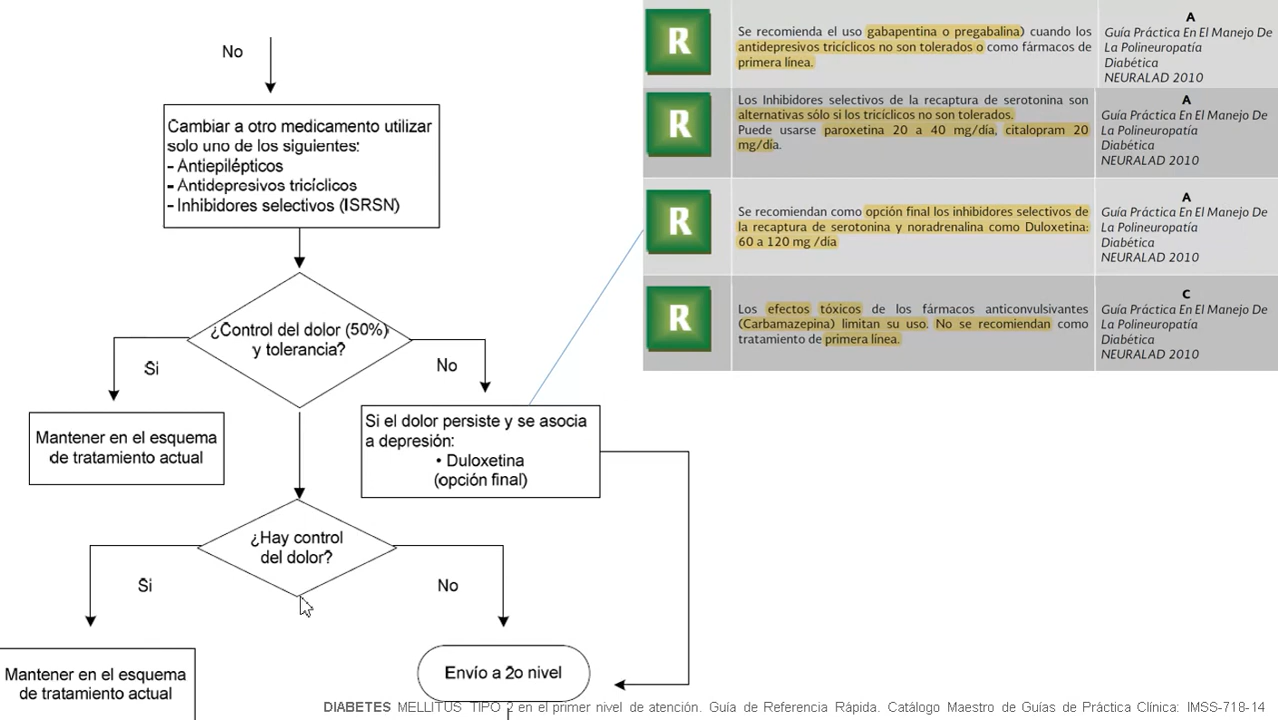 No
Cambiar a otro medicamento utilizar
solo uno de los siguientes:
- Antiepilépticos
- Antidepresivos tricíclicos
- Inhibidores selectivos (ISRSN)
¿Control del dolor (50%)
y tolerancia?
Si
No
Mantener en el esquema
de tratamiento actual
Si el dolor persiste y se asocia
a depresión:
• Duloxetina
(opción final)
¿Hay control
del dolor?
Si
No
Mantener en el esquema
de tratamiento actual
Envío a 2o nivel
R
Se recomienda el uso gabapentina o pregabalina) cuando los
antidepresivos tricíclicos no son tolerados o como fármacos de
primera línea.
A
Guía Práctica En El Manejo De
La Polineuropatía
Diabética
NEURALAD 2010
R
Los Inhibidores selectivos de la recaptura de serotonina son
alternativas sólo si los tricíclicos no son tolerados.
Puede usarse paroxetina 20 a 40 mg/día, citalopram 20
mg/día.
A
Guía Práctica En El Manejo De
La Polineuropatía
Diabética
NEURALAD 2010
R
Se recomiendan como opción final los inhibidores selectivos de
la recaptura de serotonina y noradrenalina como Duloxetina:
60 a 120 mg /día
A
Guía Práctica En El Manejo De
La Polineuropatía
Diabética
NEURALAD 2010
R
Los efectos tóxicos de los fármacos anticonvulsivantes
(Carbamazepina) limitan su uso. No se recomiendan como
tratamiento de primera línea.
C
Guía Práctica En El Manejo De
La Polineuropatía
Diabética
NEURALAD 2010
DIABETES MELLITUS TIPO 2 en el primer nivel de atención. Guía de Referencia Rápida. Catálogo Maestro de Guías de Práctica Clínica: IMSS-718-14